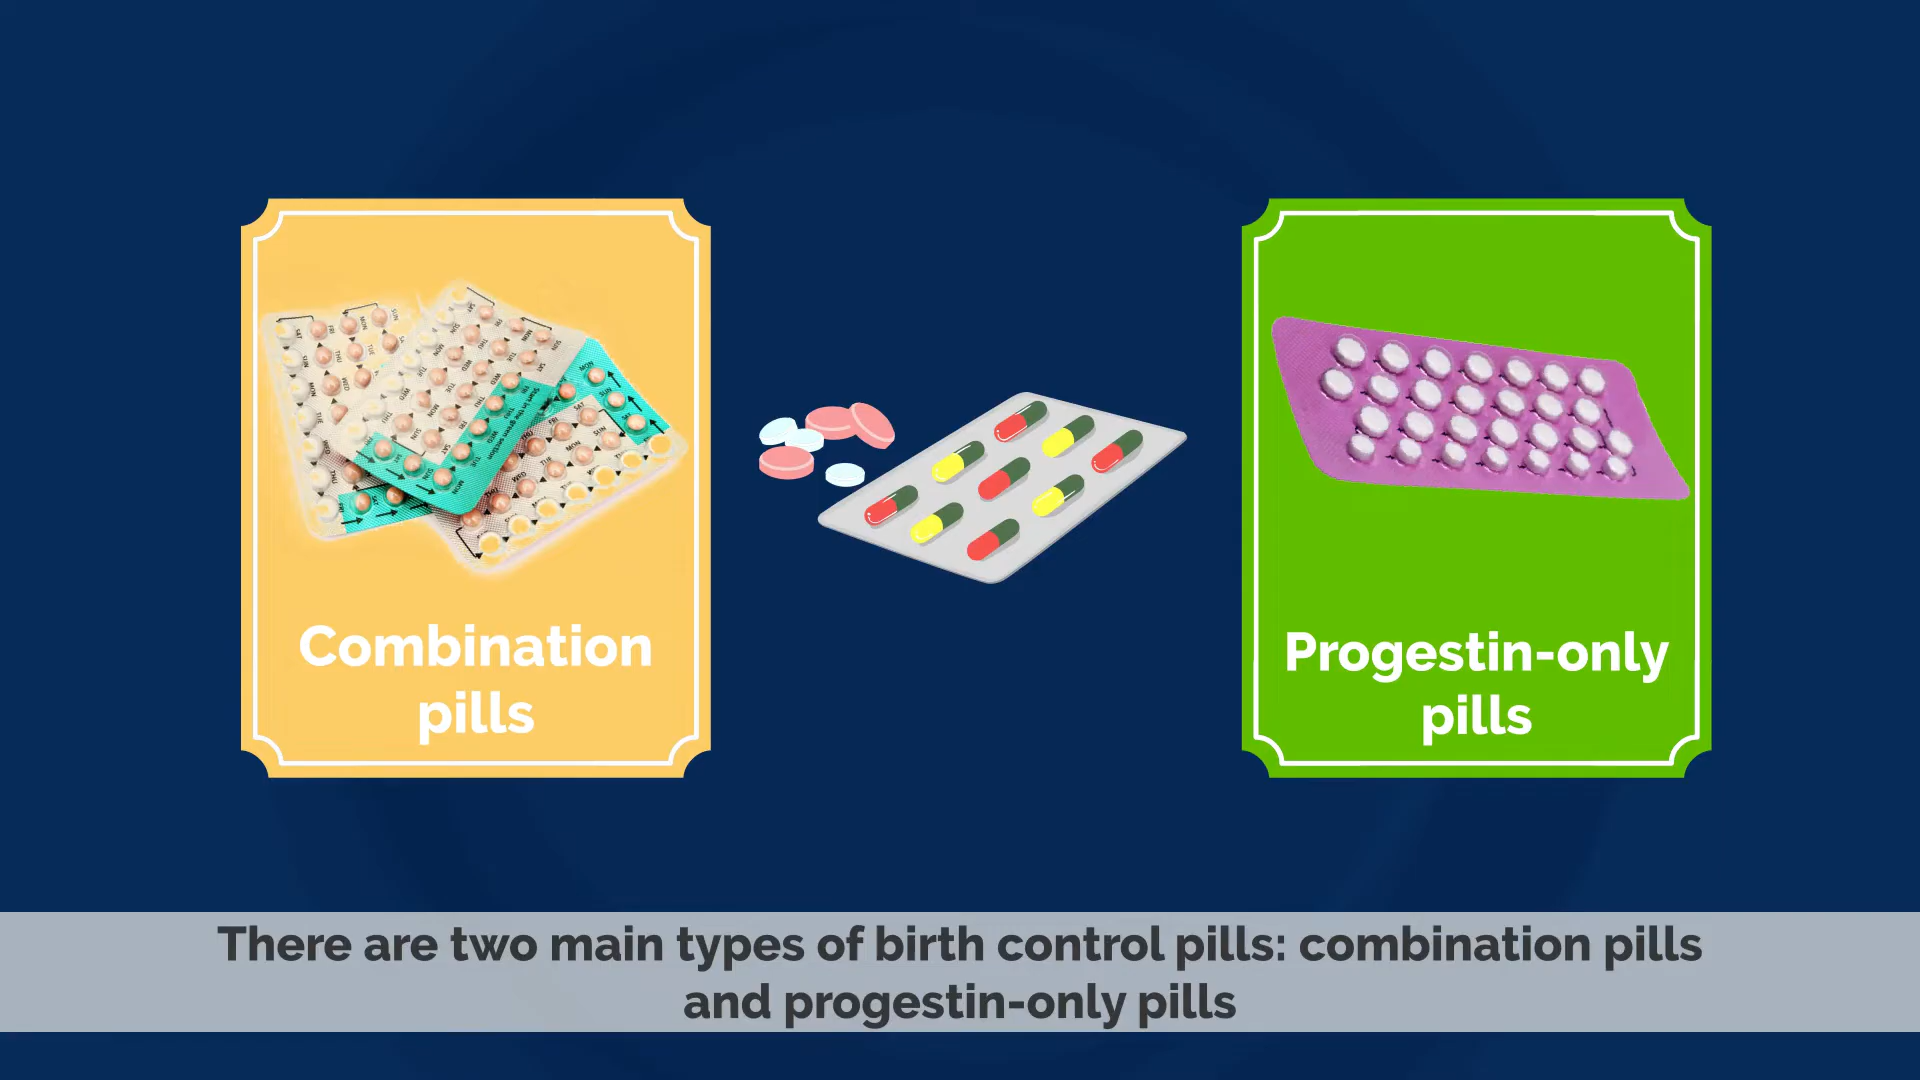 Combination
pills
Progestin-only
pills
There are two main types of birth control pills: combination pills
and progestin-only pills